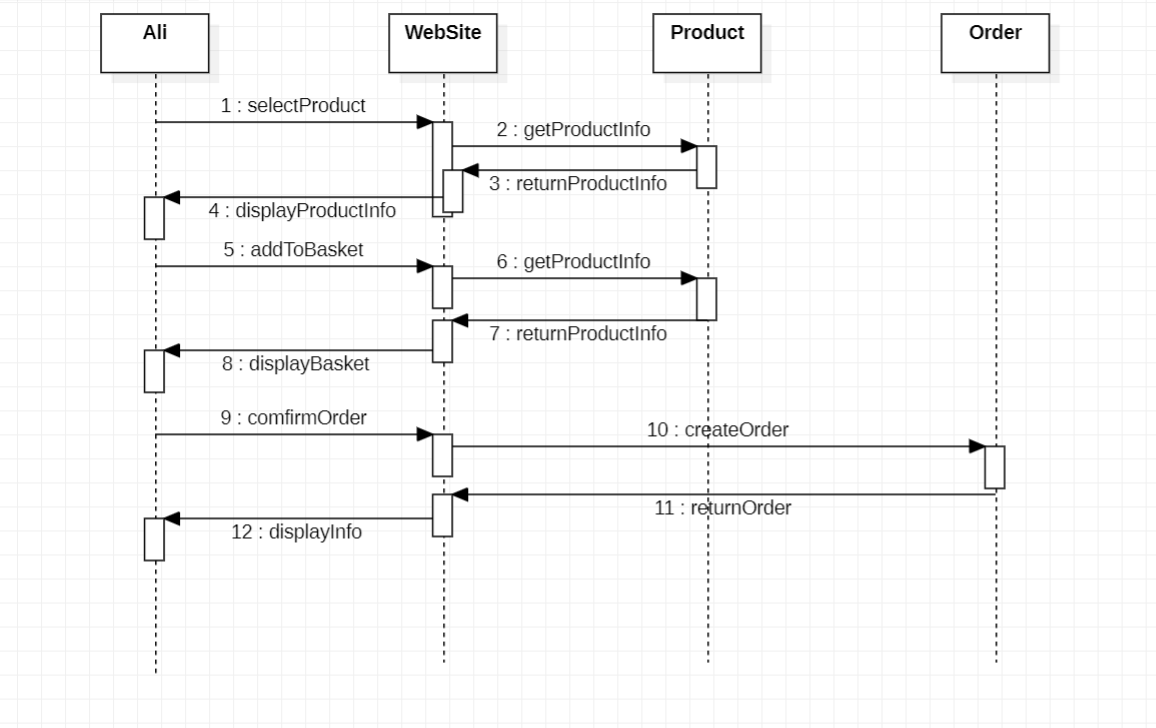 Ali
WebSite
Product
Order
1 : selectProduct
2 : getProductInfo
3 : returnProductInfo
4 : displayProductInfo
5 : addToBasket
6 : getProductInfo
7 : returnProductInfo
8 : displayBasket
9 : comfirmOrder
10 : createOrder
11 : returnOrder
12 : displayInfo